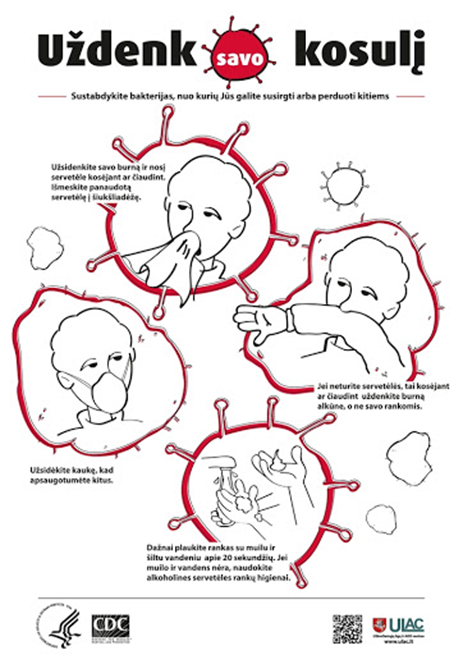 Uždenk savo kosulį
Sustabdykite bakterijas, nuo kurių Jūs galite susirgti arba perduoti kitiems
Užsidenkite savo burną ir nosį
servetėle kosėjant ar čiaudint.
Išmeskite panaudotą
servetėlę į šiukšliadėžę.
Jei neturite servetėlės, tai kosėjant
ar čiaudint uždenkite burną
alkūne, o ne savo rankomis.
Užsidėkite kaukę, kad
apsaugotumėte kitus.
Dažnai plaukite rankas su muilu ir
šiltu vandeniu apie 20 sekundžių. Jei
muilo ir vandens nėra, naudokite
alkoholines servetėles rankų higienai.
CDC
ULAC
www.ulac.lt